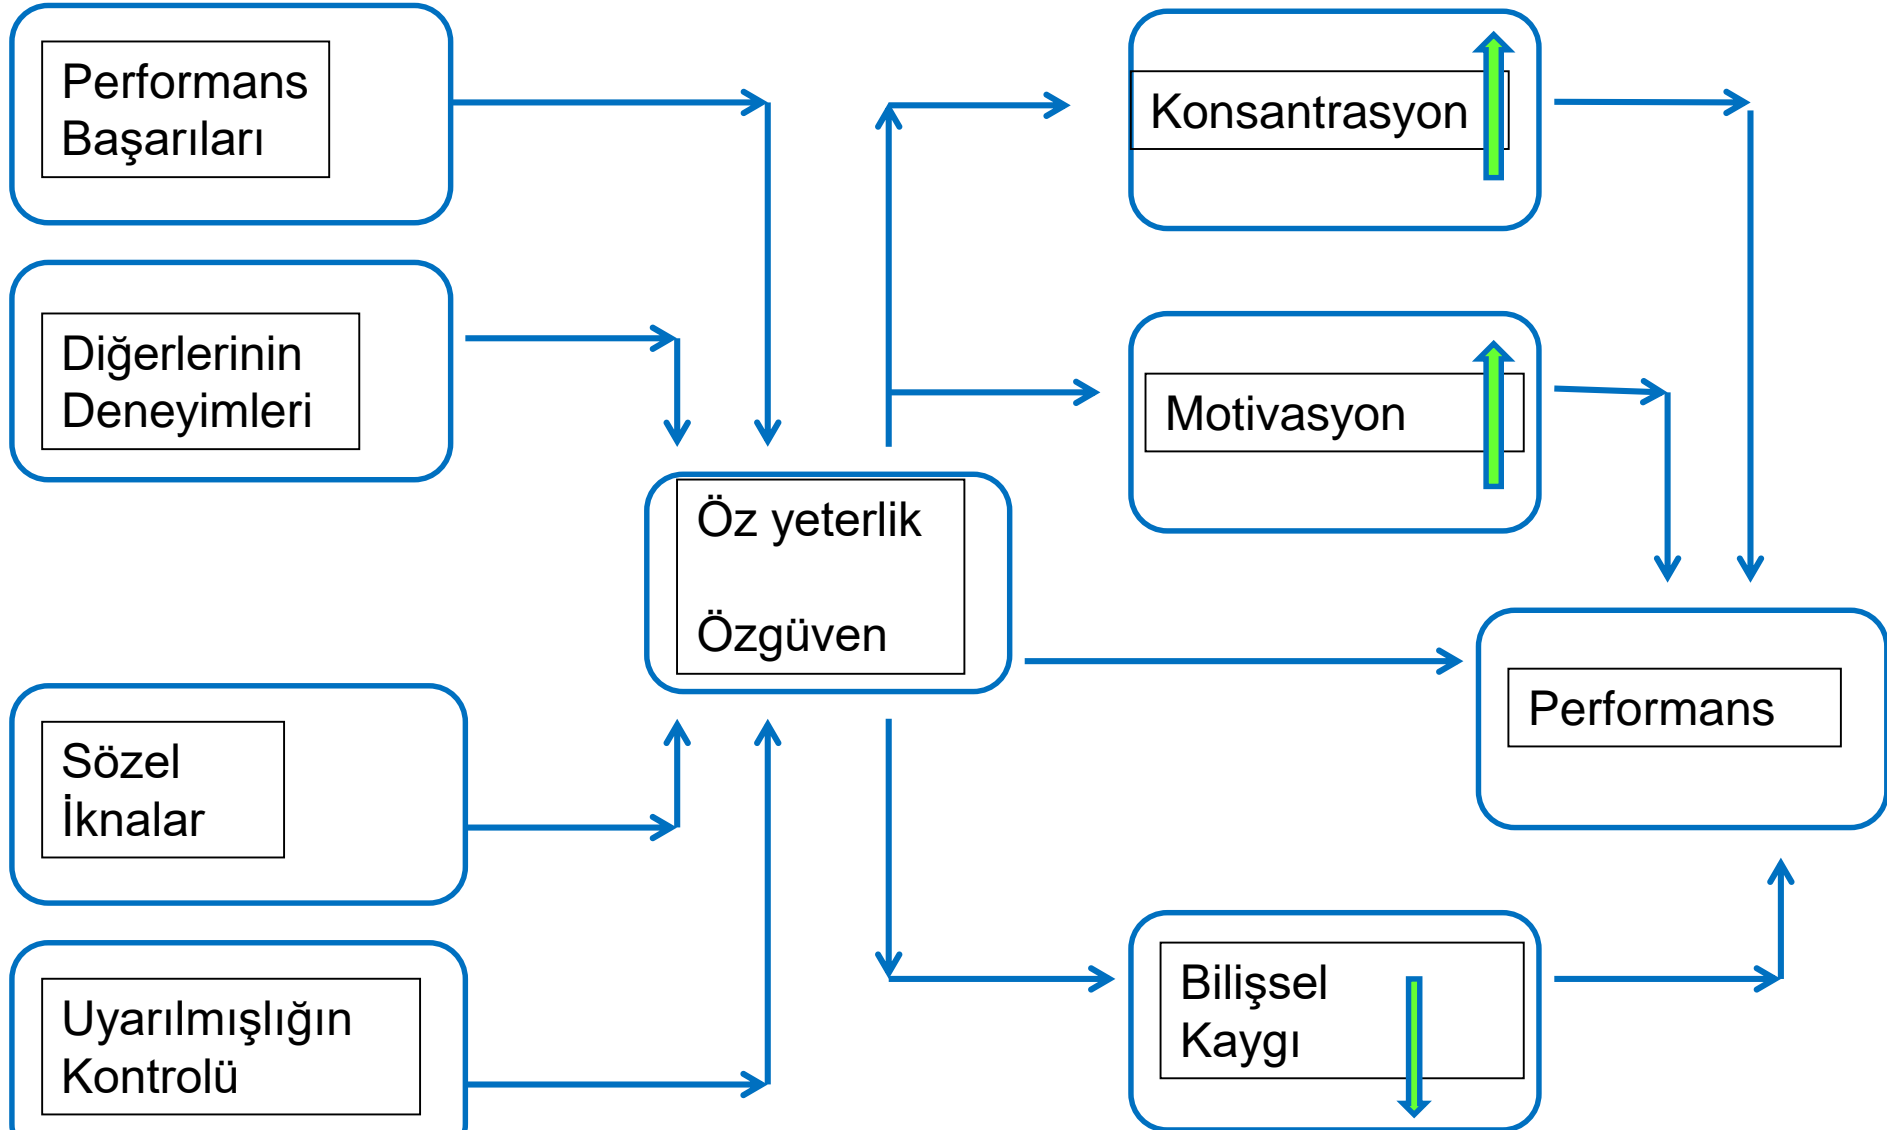 Performans
Başarıları
Diğerlerinin
Deneyimleri
Sözel
İknalar
Uyarılmışlığın
Kontrolü
Öz yeterlik
Özgüven
Konsantrasyon
Motivasyon
Bilişsel
Kaygı
Performans